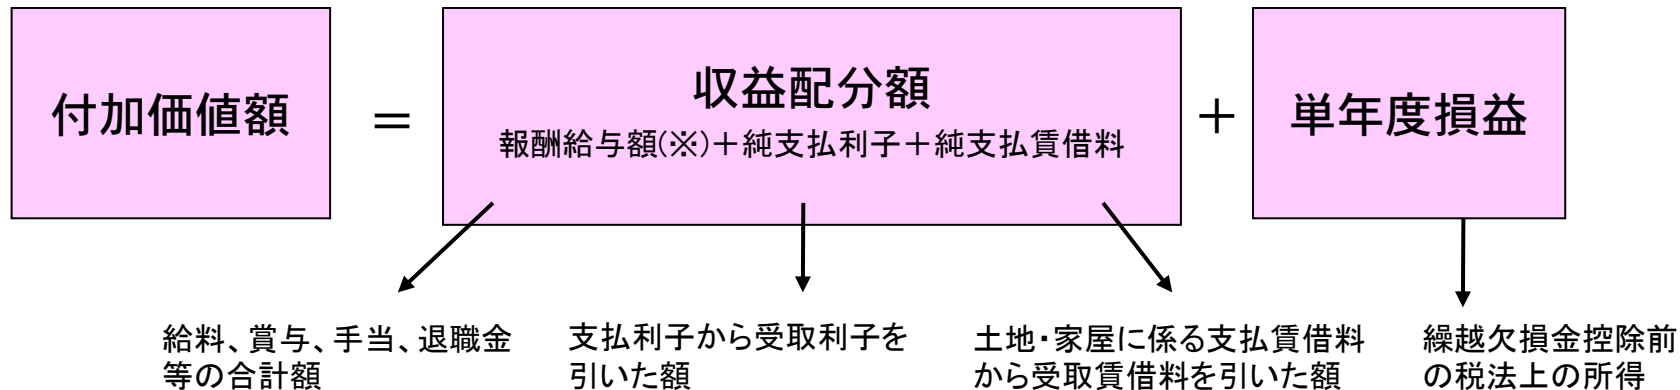 付加価値額
＝
収益配分額
報酬給与額(※)＋純支払利子＋純支払賃借料
＋
単年度損益
給料、賞与、手当、退職金
等の合計額
支払利子から受取利子を
引いた額
土地・家屋に係る支払賃借料
から受取賃借料を引いた額
繰越欠損金控除前
の税法上の所得